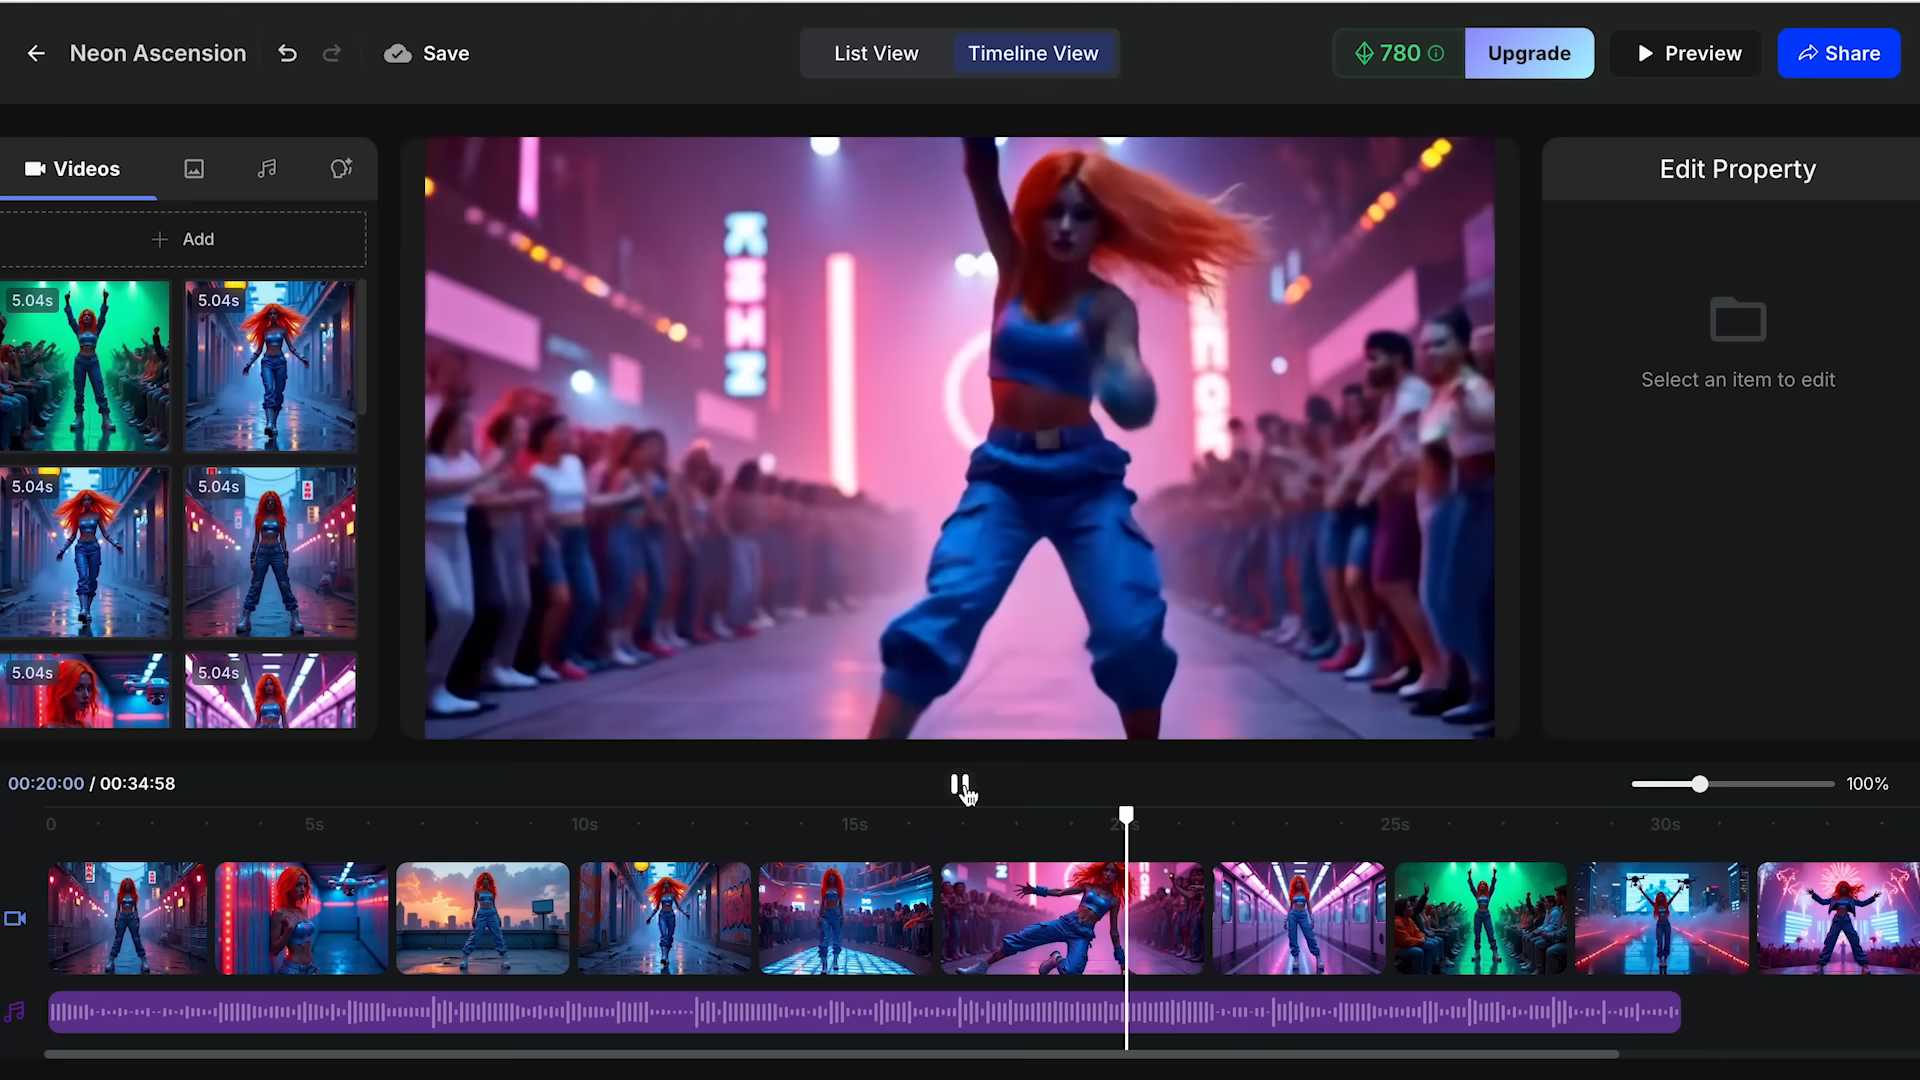 Neon Ascension
Save
List View
Timeline View
780
Upgrade
Preview
Share
Videos
Add
5.04s
5.04s
5.04s
5.04s
5.04s
5.04s
Edit Property
Select an item to edit
00:20:00 / 00:34:58
100%
0
5s
10s
15s
20s
25s
30s